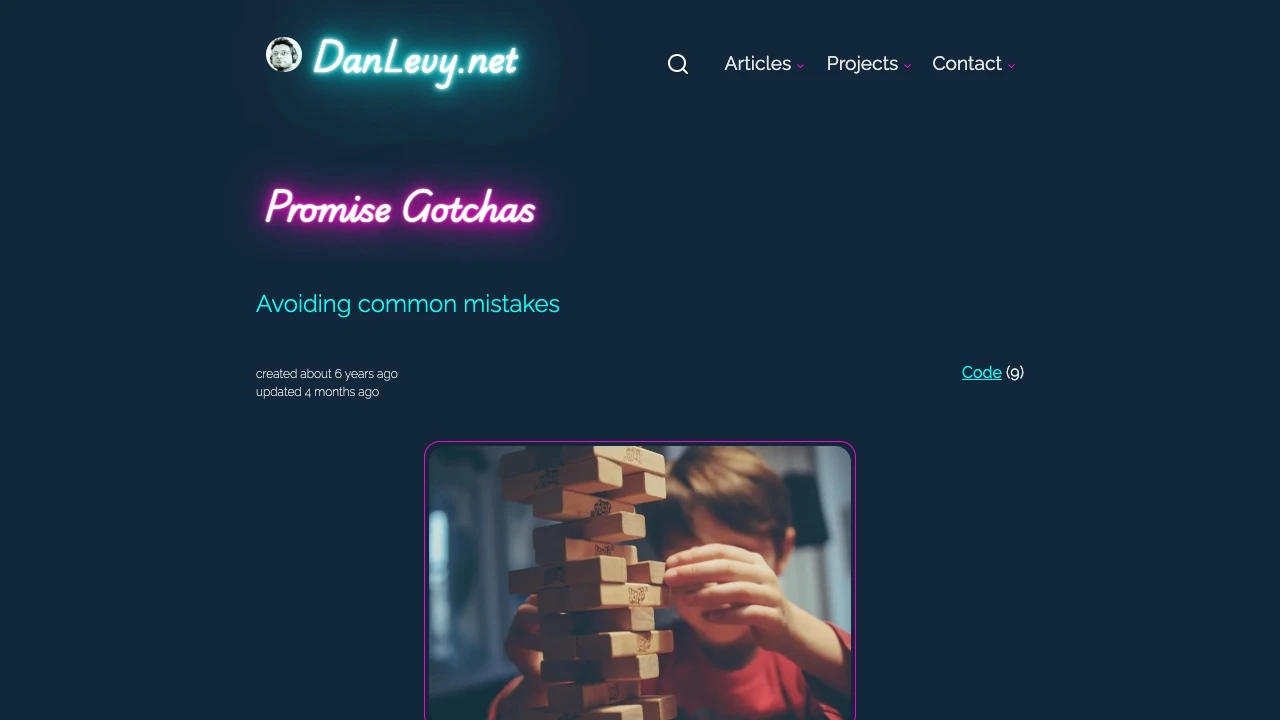 DanLevy.net
Articles
Projects
Contact
Promise Gotchas
Avoiding common mistakes
created about 6 years ago
updated 4 months ago
Code (9)